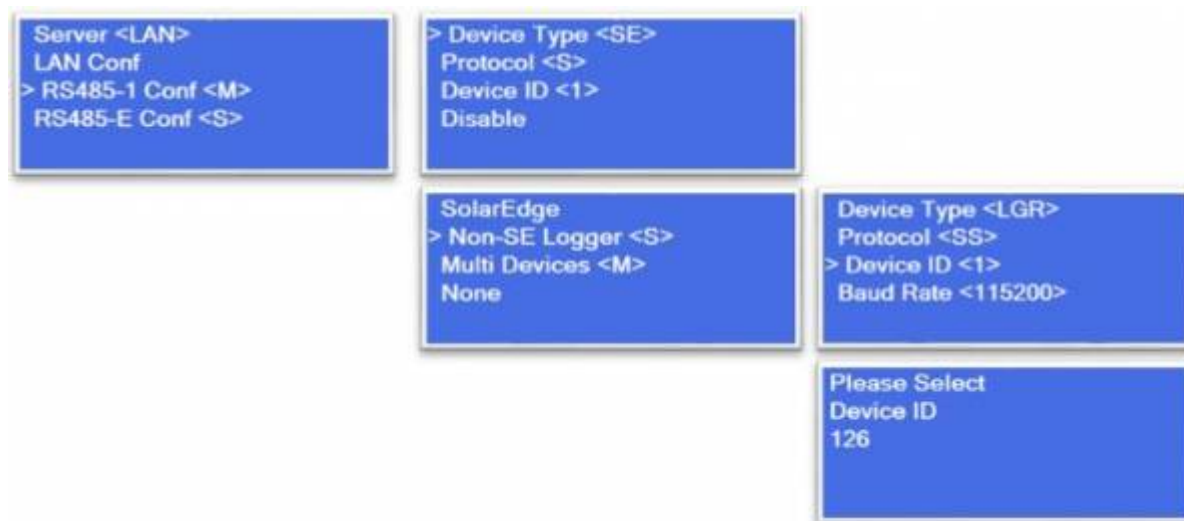 Server <LAN>
LAN Conf
> RS485-1 Conf <M>
RS485-E Conf <S>
> Device Type <SE>
Protocol <S>
Device ID <1>
Disable
SolarEdge
> Non-SE Logger <S>
Multi Devices <M>
None
Device Type <LGR>
Protocol <SS>
> Device ID <1>
Baud Rate <115200>
Please Select
Device ID
126